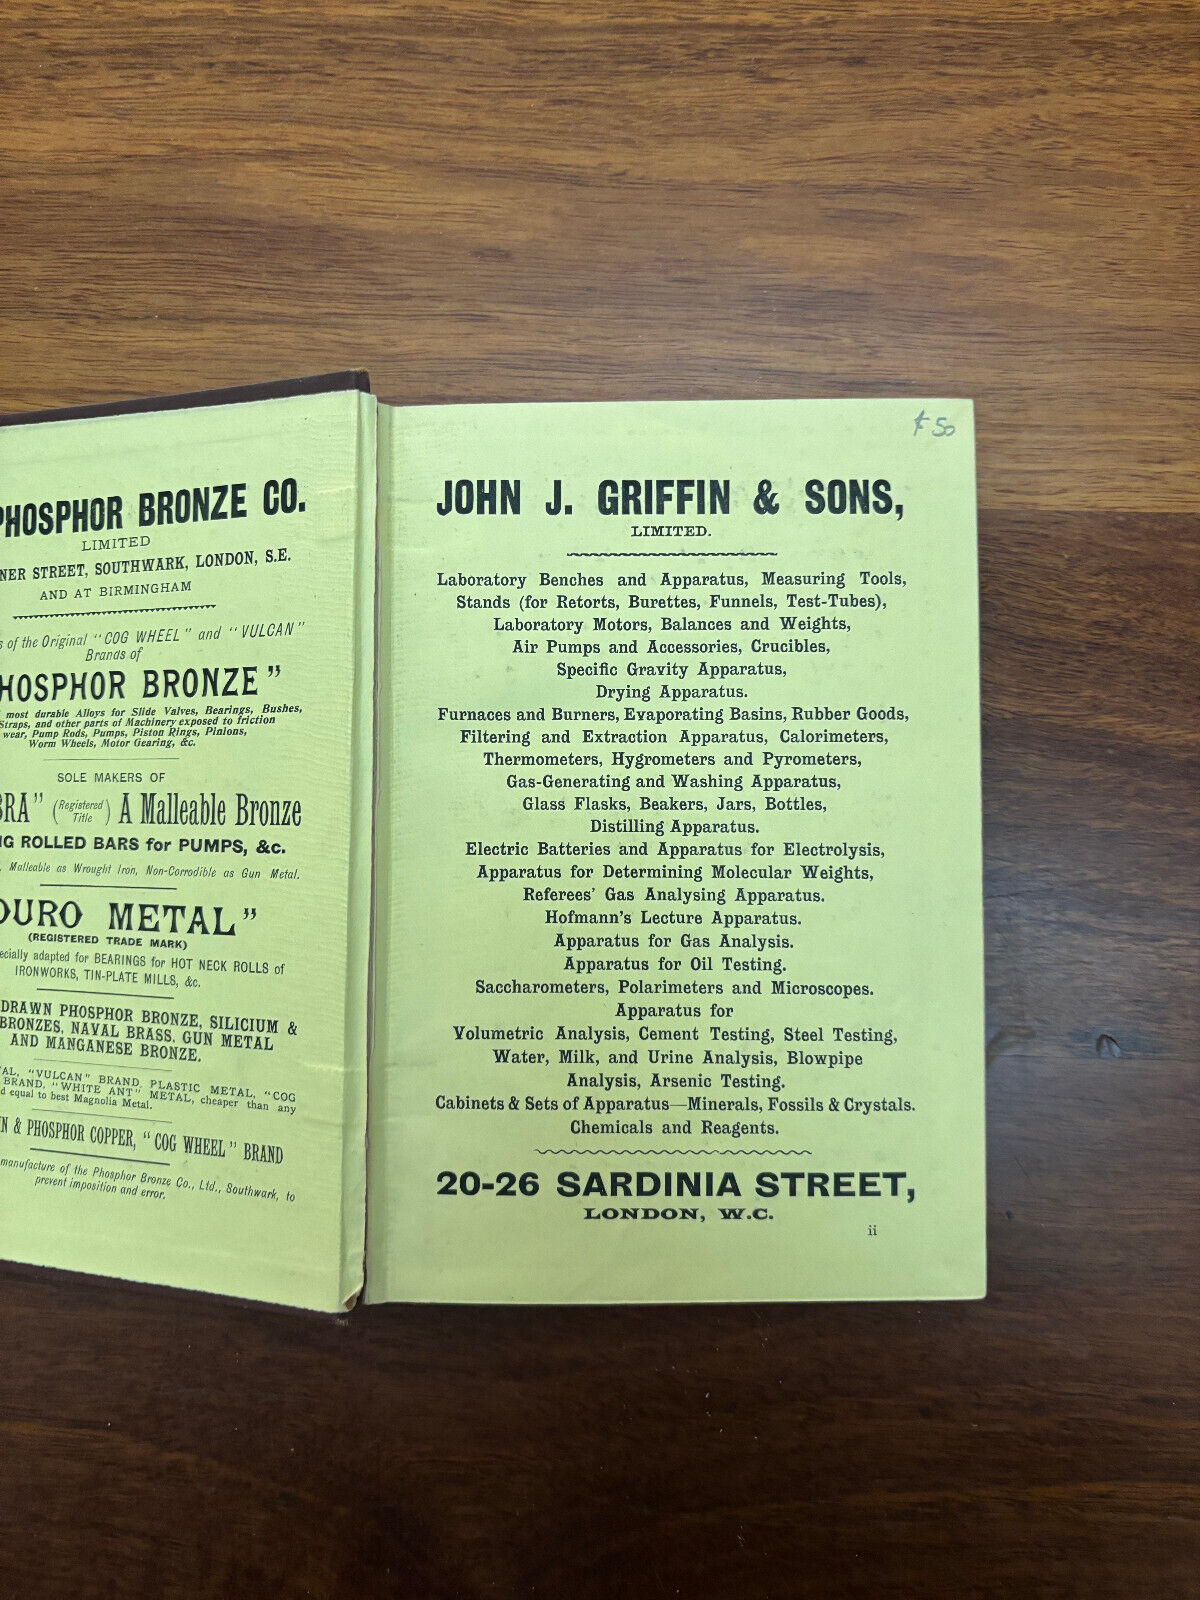 PHOSPHOR BRONZE CO.
LIMITED
STREET, SOUTHWARK, LONDON, S.E.
AND AT BIRMINGHAM
of the Original "COG WHEEL" and "VULCAN"
Brands of
BRONZE"
most durable Alloys for Slide Valves, Bearings, Bushes,
Straps, and other parts of Machinery exposed to friction
wear, Pump Rods, Pumps, Piston Rings, Pinions,
Worm Wheels, Motor Gearing, &c.
SOLE MAKERS OF
(Registered Title) A Malleable Bronze
ROLLED BARS for PUMPS, &c.
Malleable as Wrought Iron, Non-Corrodible as Gun Metal.
DURO METAL"
(REGISTERED TRADE MARK)
adapted for BEARINGS for HOT NECK ROLLS of
IRONWORKS, TIN-PLATE MILLS, &c.
DRAWN PHOSPHOR BRONZE, SILICIUM &
BRONZES, NAVAL BRASS, GUN METAL
AND MANGANESE BRONZE.
"VULCAN" BRAND. PLASTIC METAL, "COG
BRAND, "WHITE ANT" METAL, cheaper than any
equal to best Magnolia Metal.
& PHOSPHOR COPPER, "COG WHEEL" BRAND
manufacture of the Phosphor Bronze Co., Ltd., Southwark, to
prevent imposition and error.
£50
JOHN J. GRIFFIN & SONS,
LIMITED.
Laboratory Benches and Apparatus, Measuring Tools,
Stands (for Retorts, Burettes, Funnels, Test-Tubes),
Laboratory Motors, Balances and Weights,
Air Pumps and Accessories, Crucibles,
Specific Gravity Apparatus,
Drying Apparatus.
Furnaces and Burners, Evaporating Basins, Rubber Goods,
Filtering and Extraction Apparatus, Calorimeters,
Thermometers, Hygrometers and Pyrometers,
Gas-Generating and Washing Apparatus,
Glass Flasks, Beakers, Jars, Bottles,
Distilling Apparatus.
Electric Batteries and Apparatus for Electrolysis,
Apparatus for Determining Molecular Weights,
Referees' Gas Analysing Apparatus.
Hofmann's Lecture Apparatus.
Apparatus for Gas Analysis.
Apparatus for Oil Testing.
Saccharometers, Polarimeters and Microscopes.
Apparatus for
Volumetric Analysis, Cement Testing, Steel Testing,
Water, Milk, and Urine Analysis, Blowpipe
Analysis, Arsenic Testing.
Cabinets & Sets of Apparatus—Minerals, Fossils & Crystals.
Chemicals and Reagents.
20-26 SARDINIA STREET,
LONDON, W.C.
ii